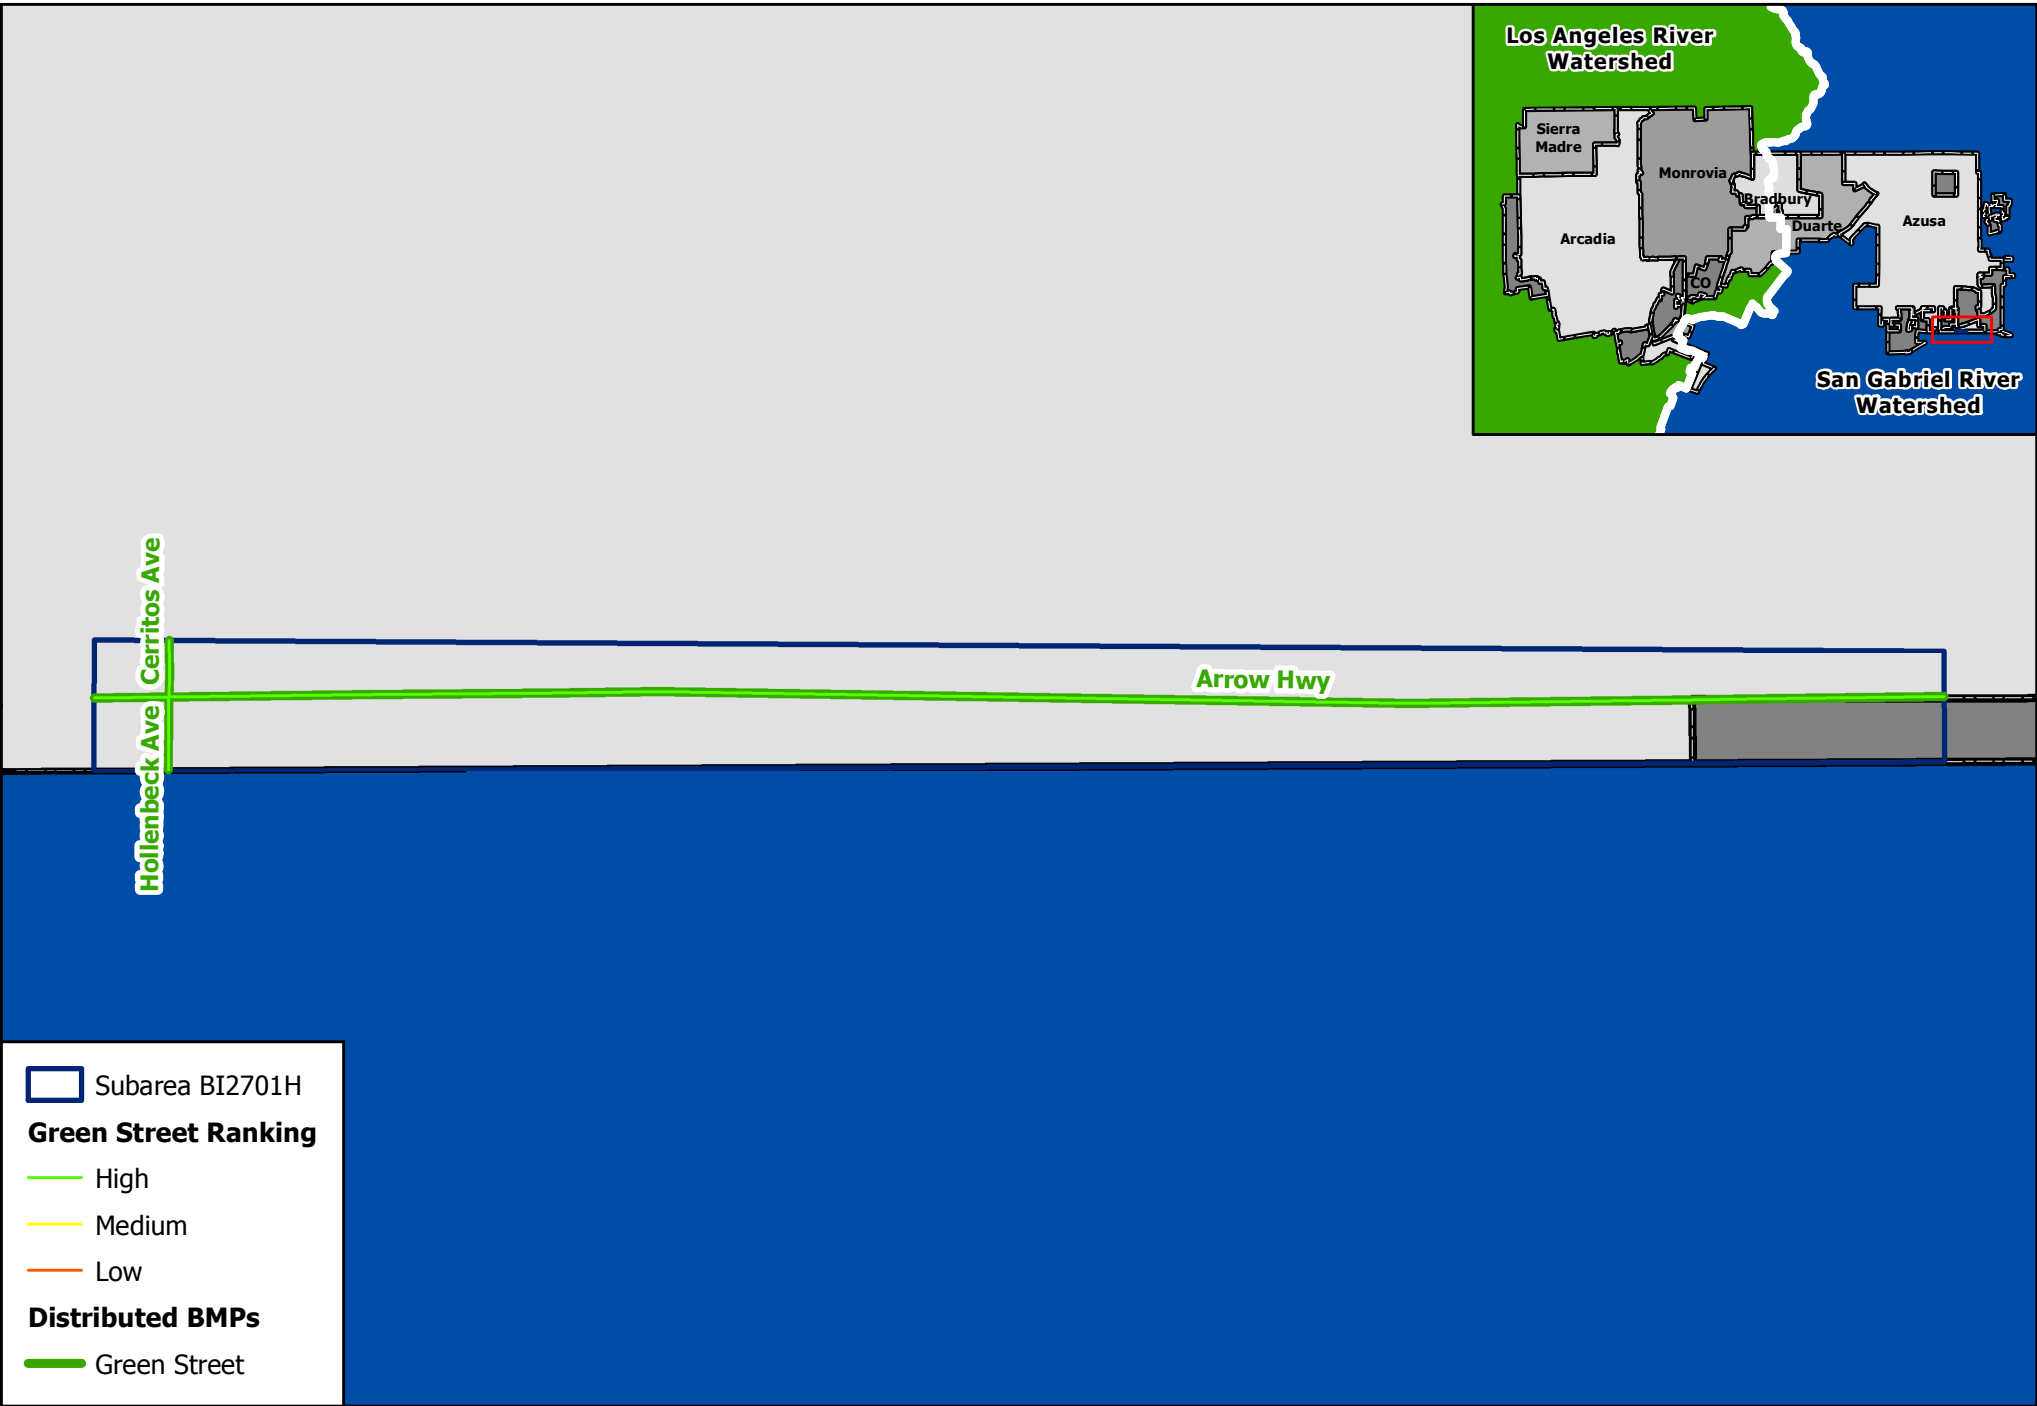 Los Angeles River
Watershed
Sierra
Madre
Monrovia
Bradbury
Duarte
Azusa
Arcadia
CO
San Gabriel River
Watershed
Cerritos Ave
Hollenbeck Ave
Arrow Hwy
Subarea BI2701H
Green Street Ranking
High
Medium
Low
Distributed BMPs
Green Street